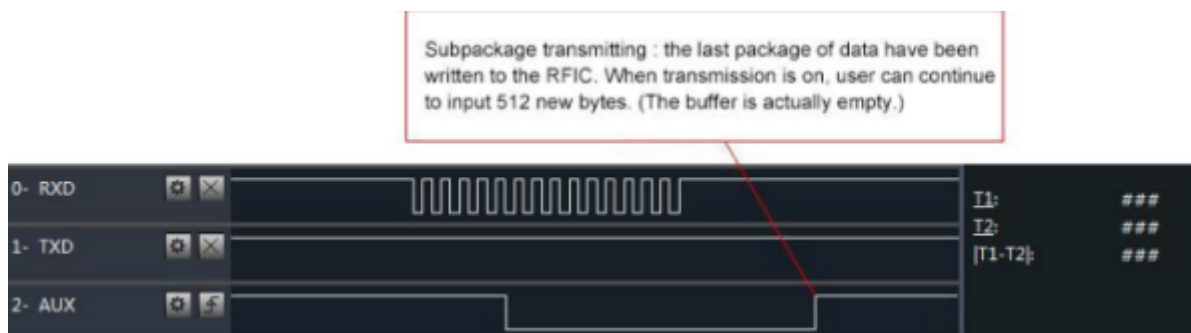 Subpackage transmitting : the last package of data have been
written to the RFIC. When transmission is on, user can continue
to input 512 new bytes. (The buffer is actually empty.)
0- RXD
T1: ###
T2: ###
1- TXD
|T1-T2|: ###
2- AUX